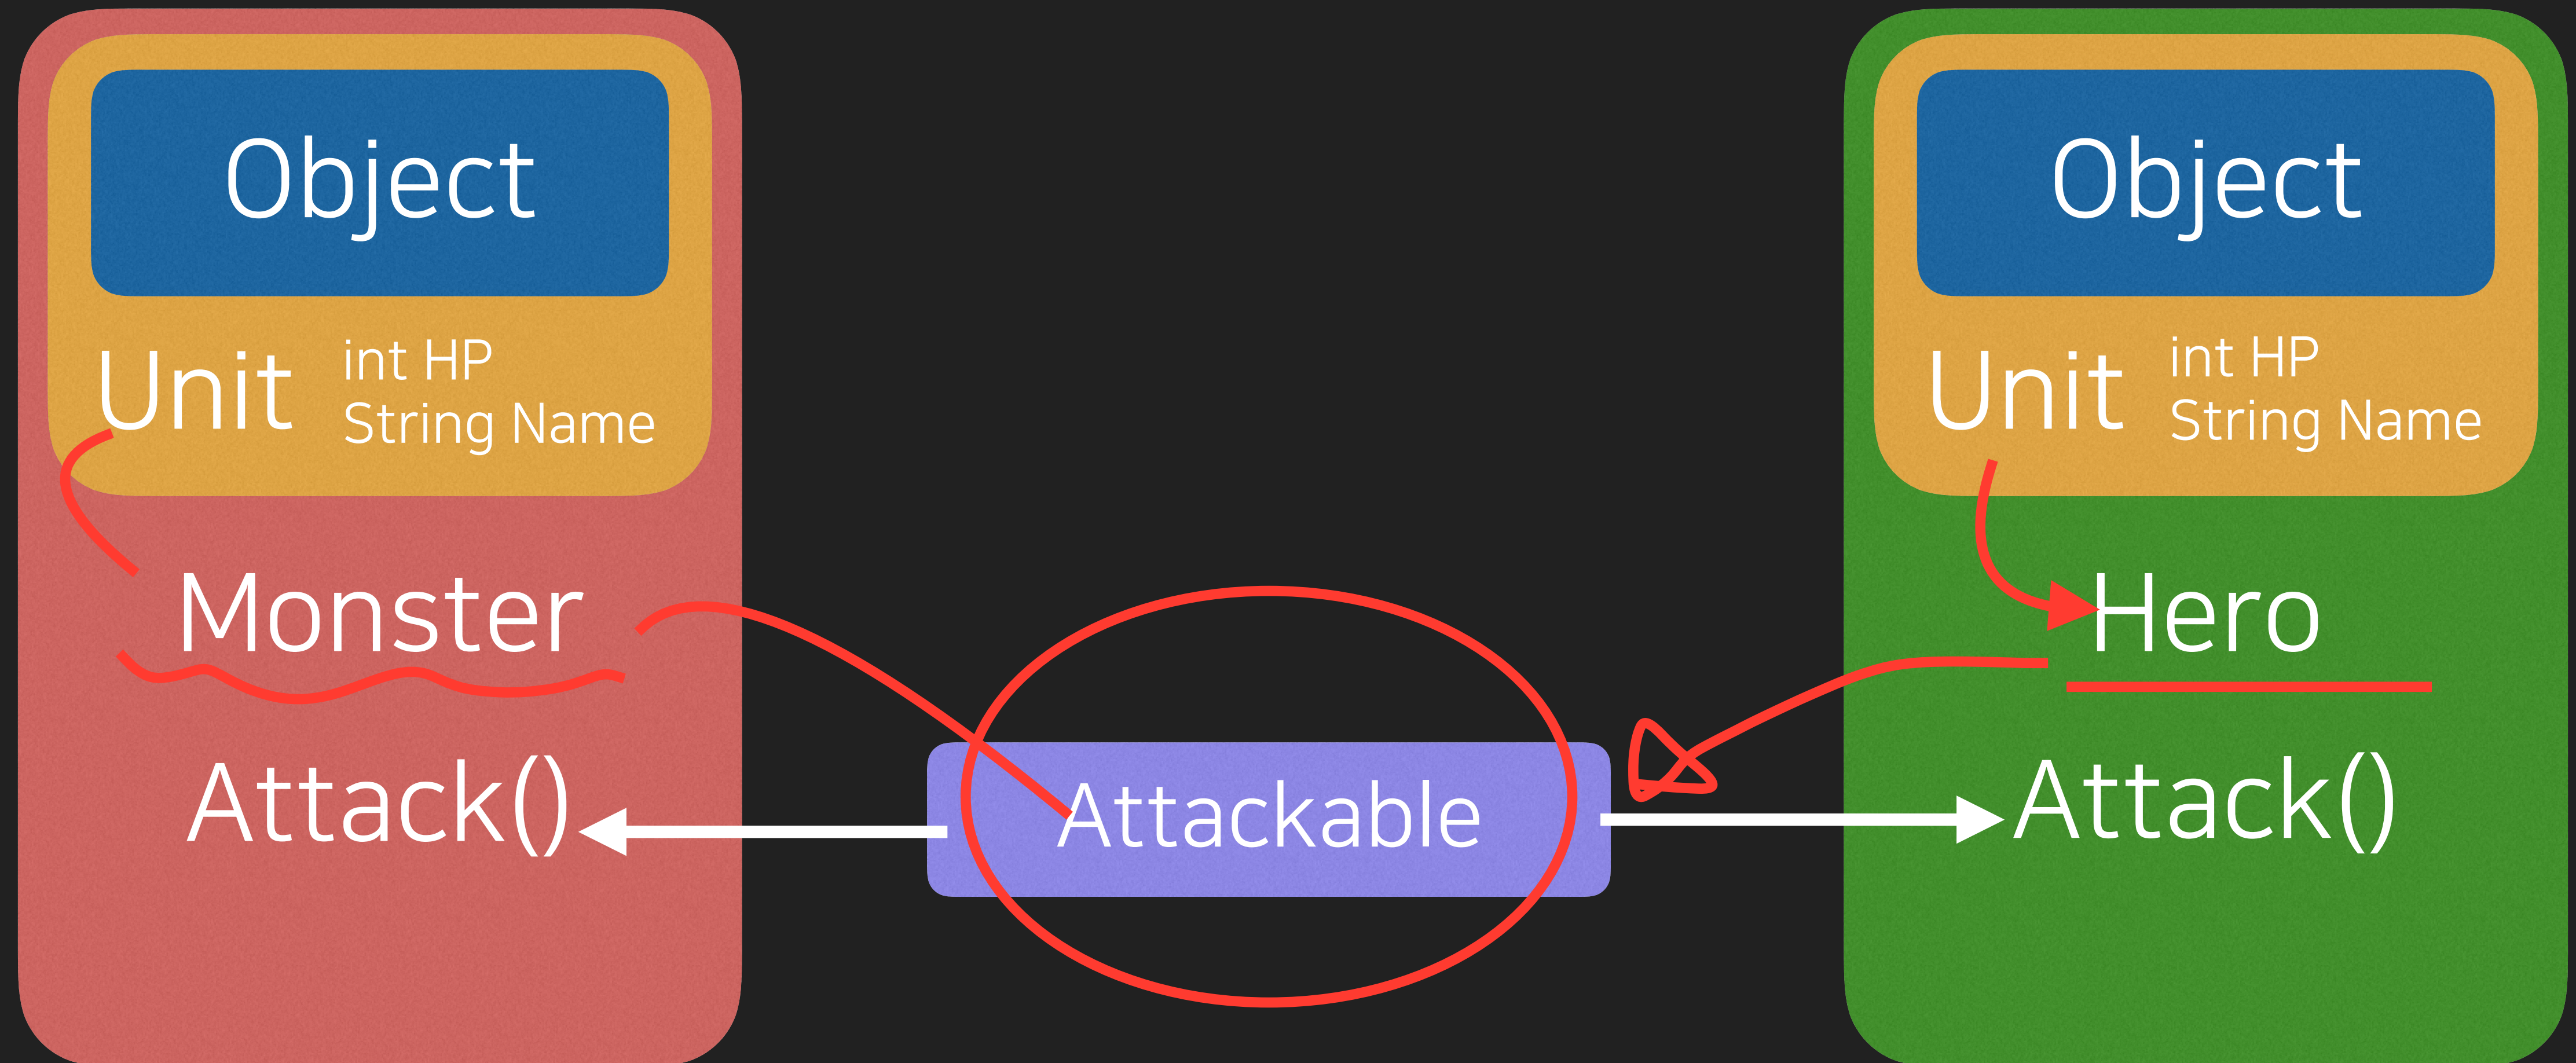 Object
Unit
int HP
String Name
Monster
Attack()
Attackable
Object
Unit
int HP
String Name
Hero
Attack()